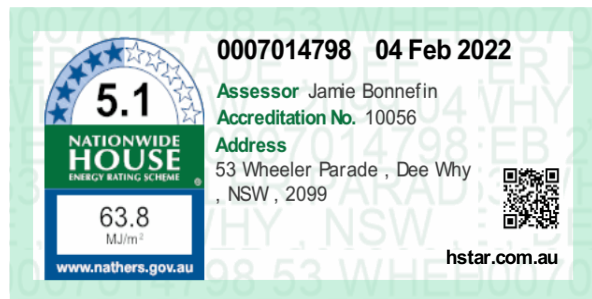 0007014798 04 Feb 2022
5.1
NATIONWIDE
HOUSE
ENERGY RATING SCHEME ®
63.8
MJ/m²
www.nathers.gov.au
Assessor Jamie Bonnefin
Accreditation No. 10056
Address
53 Wheeler Parade , Dee Why
, NSW , 2099
hstar.com.au